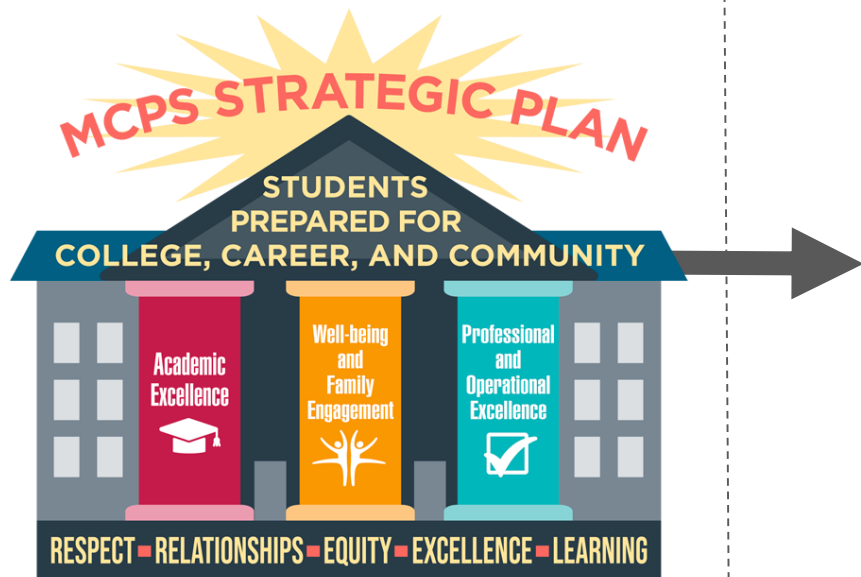 MCPS STRATEGIC PLAN
STUDENTS
PREPARED FOR
COLLEGE, CAREER, AND COMMUNITY
Academic
Excellence
Well-being
and
Family
Engagement
Professional
and
Operational
Excellence
RESPECT - RELATIONSHIPS - EQUITY - EXCELLENCE - LEARNING